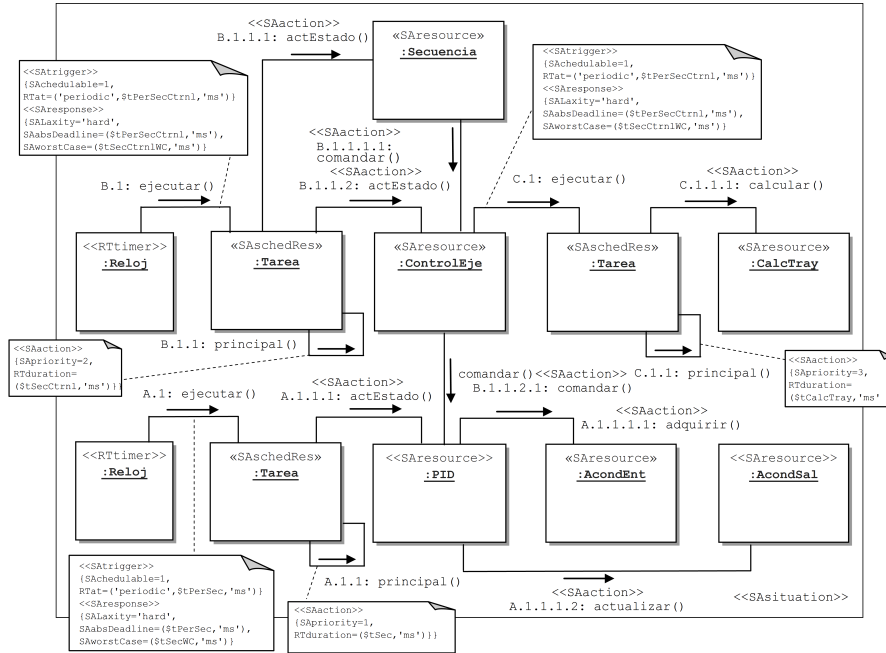 <<SAaction>>
B.1.1.1: actEstado()
«SAresource»
:Secuencia
<<SAtrigger>>
{SAchedulable=1,
RTat=('periodic',$tPerSecCtrnl,'ms')}
<<SAresponse>>
{SALaxity='hard',
SAabsDeadline=($tPerSecCtrnl,'ms'),
SAworstCase=($tSecCtrnlWC,'ms')}
<<SAtrigger>>
{SAchedulable=1,
RTat=('periodic',$tPerSecCtrnl,'ms')}
<<SAresponse>>
{SALaxity='hard',
SAabsDeadline=($tPerSecCtrnl,'ms'),
SAworstCase=($tSecCtrnlWC,'ms')}
<<SAaction>>
B.1.1.1.1:
comandar()
B.1: ejecutar()
<<SAaction>>
B.1.1.2: actEstado()
C.1: ejecutar()
<<SAaction>>
C.1.1.1: calcular()
<<RTtimer>>
:Reloj
«SAschedRes»
:Tarea
«SAresource»
:ControlEje
«SAschedRes»
:Tarea
«SAresource»
:CalcTray
B.1.1: principal()
<<SAaction>>
{SApriority=2,
RTduration=
($tSecCtrnl,'ms')}}
comandar()<<SAaction>>
B.1.1.2.1: comandar()
C.1.1: principal()
<<SAaction>>
{SApriority=3,
RTduration=
($tCalcTray,'ms'
A.1: ejecutar()
<<SAaction>>
A.1.1.1: actEstado()
<<SAaction>>
A.1.1.1.1: adquirir()
<<RTtimer>>
:Reloj
«SAschedRes»
:Tarea
<<SAresource>>
:PID
«SAresource»
:AcondEnt
<<SAresource>>
:AcondSal
A.1.1: principal()
<<SAtrigger>>
{SAchedulable=1,
RTat=('periodic',$tPerSec,'ms')}
<<SAresponse>>
{SALaxity='hard',
SAabsDeadline=($tPerSec,'ms'),
SAworstCase=($tSecWC,'ms')}
<<SAaction>>
{SApriority=1,
RTduration=($tSec,'ms')}}
<<SAaction>>
A.1.1.1.2: actualizar()
<<SAsituation>>